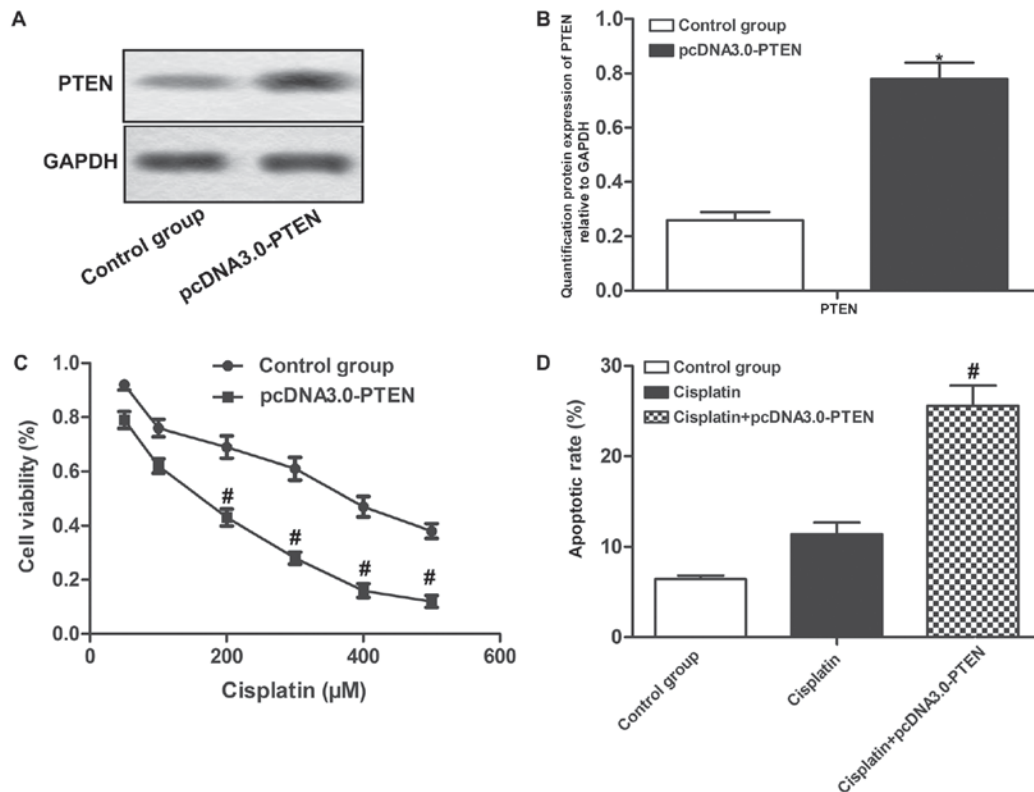 A
PTEN
GAPDH
Control group
pcDNA3.0-PTEN
B
Quantification protein expression of PTEN
relative to GAPDH
1.0
0.8
0.6
0.4
0.2
0.0
Control group
pcDNA3.0-PTEN
*
PTEN
C
Cell viability (%)
1.0
0.8
0.6
0.4
0.2
0.0
Control group
pcDNA3.0-PTEN
#
#
#
#
0
200
400
600
Cisplatin (µM)
D
Apoptotic rate (%)
30
20
10
0
Control group
Cisplatin
Cisplatin+pcDNA3.0-PTEN
#
Control group
Cisplatin
Cisplatin+pcDNA3.0-PTEN